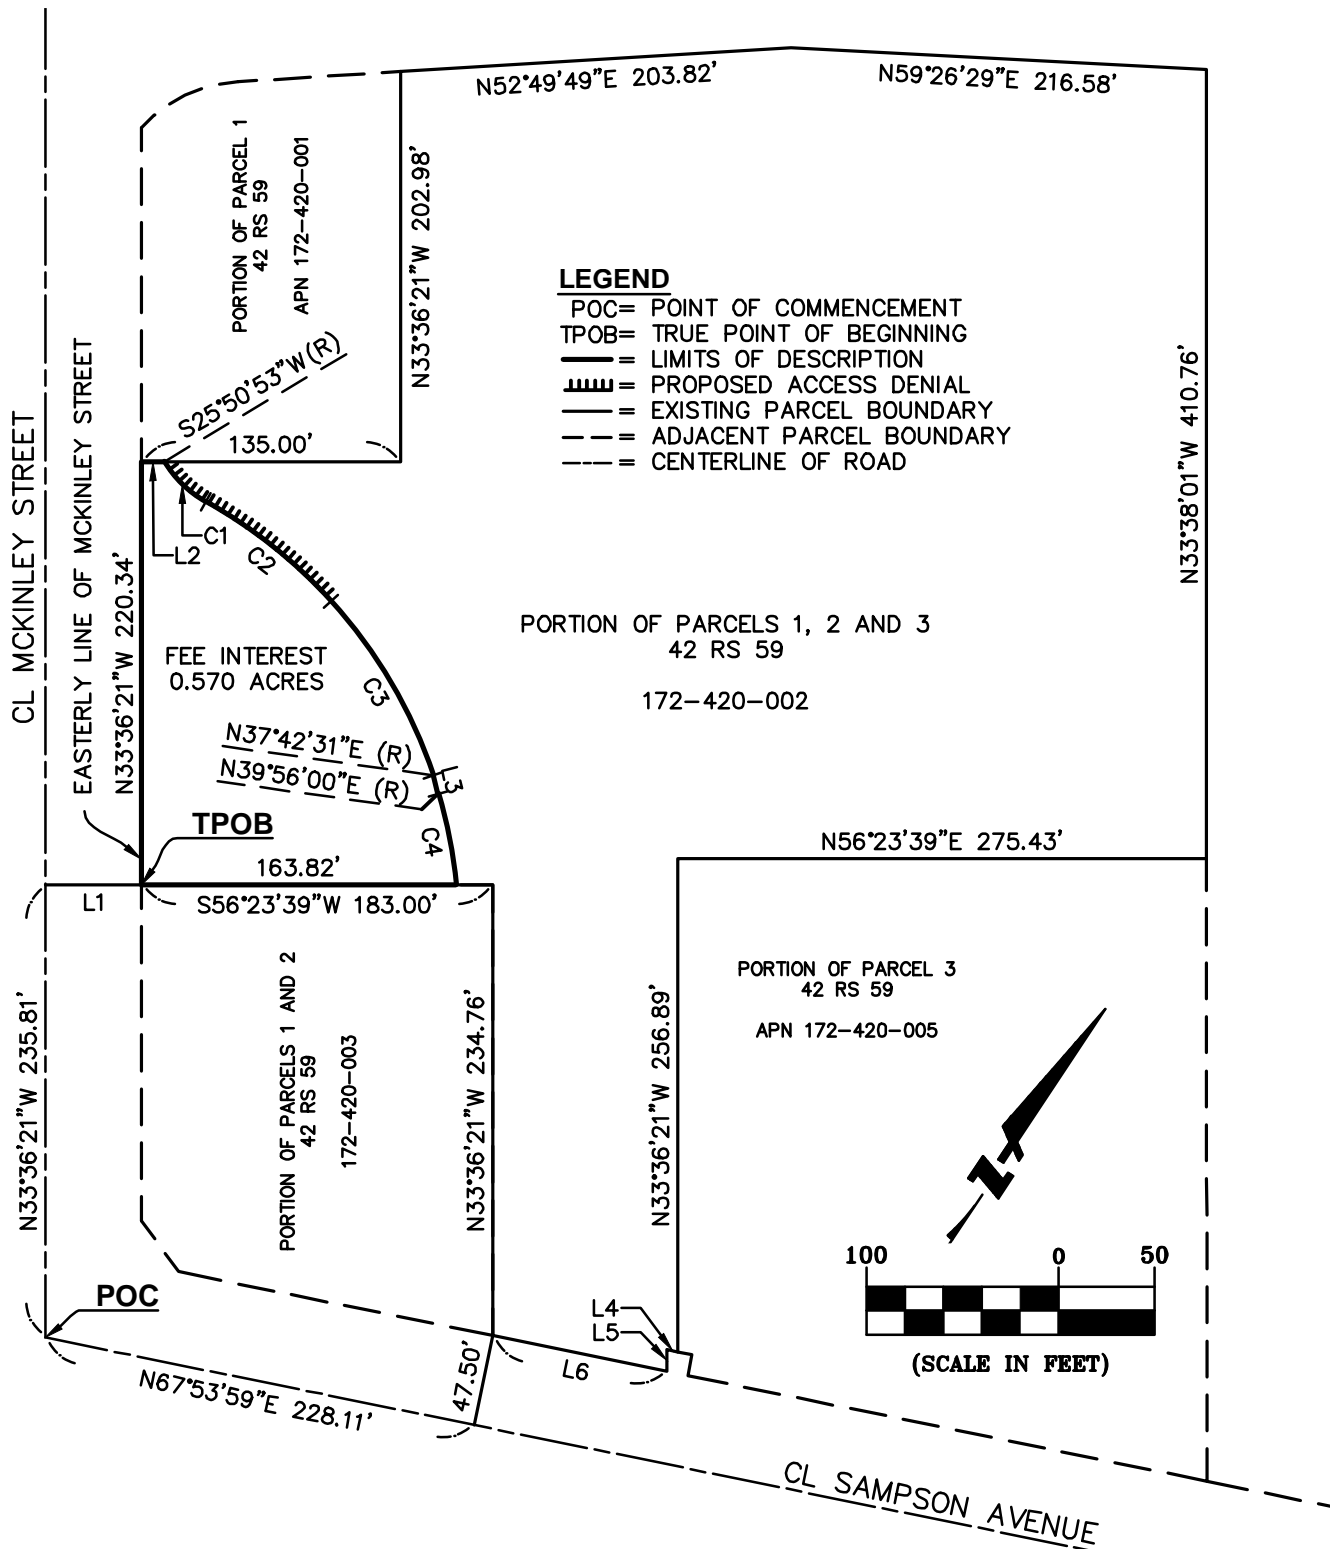 N52°49'49"E 203.82'
N59°26'29"E 216.58'
PORTION OF PARCEL 1
42 RS 59
APN 172-420-001
N33°36'21"W 202.98'
LEGEND
POC= POINT OF COMMENCEMENT
TPOB= TRUE POINT OF BEGINNING
= LIMITS OF DESCRIPTION
= PROPOSED ACCESS DENIAL
= EXISTING PARCEL BOUNDARY
= ADJACENT PARCEL BOUNDARY
= CENTERLINE OF ROAD
S25°50'53"W(R)
135.00'
CL MCKINLEY STREET
EASTERLY LINE OF MCKINLEY STREET
N33°36'21"W 220.34'
N33°38'01"W 410.76'
C1
L2
C2
FEE INTEREST
0.570 ACRES
PORTION OF PARCELS 1, 2 AND 3
42 RS 59
172-420-002
C3
N37°42'31"E (R)
N39°56'00"E (R)
L3
C4
TPOB
163.82'
N56°23'39"E 275.43'
L1
S56°23'39"W 183.00'
N33°36'21"W 235.81'
PORTION OF PARCELS 1 AND 2
42 RS 59
172-420-003
N33°36'21"W 234.76'
N33°36'21"W 256.89'
PORTION OF PARCEL 3
42 RS 59
APN 172-420-005
N
100 0 50
(SCALE IN FEET)
POC
L4
L5
L6
47.50'
N67°53'59"E 228.11'
CL SAMPSON AVENUE